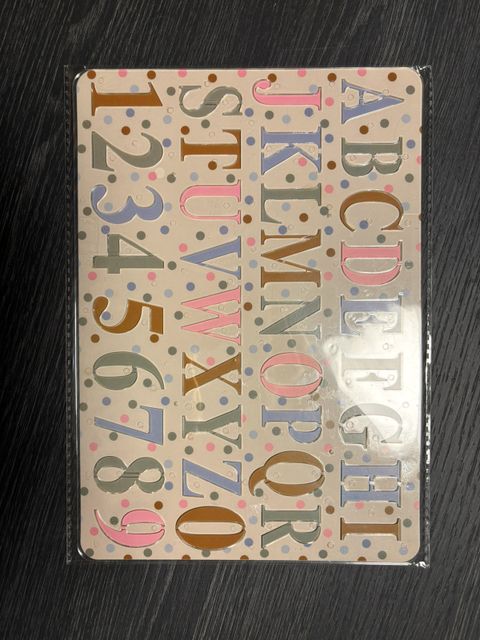 ABCDEFGHI
JKLMNOPQR
STUVWXYZ0
123456789